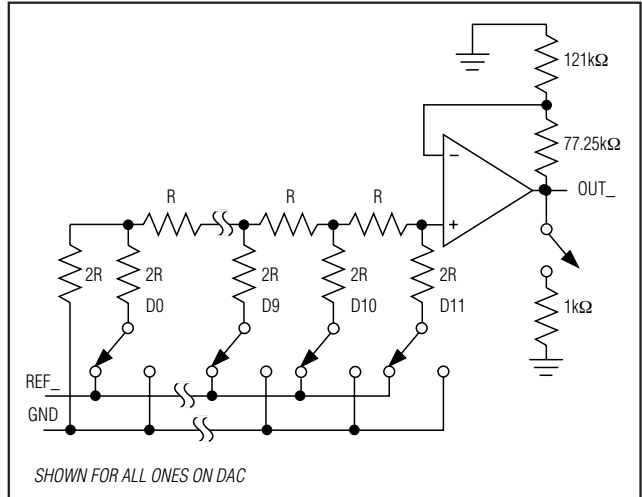 121kΩ
77.25kΩ
−
OUT_
R
R
R
+
2R
2R
2R
2R
2R
D0
D9
D10
D11
1kΩ
REF_
GND
SHOWN FOR ALL ONES ON DAC